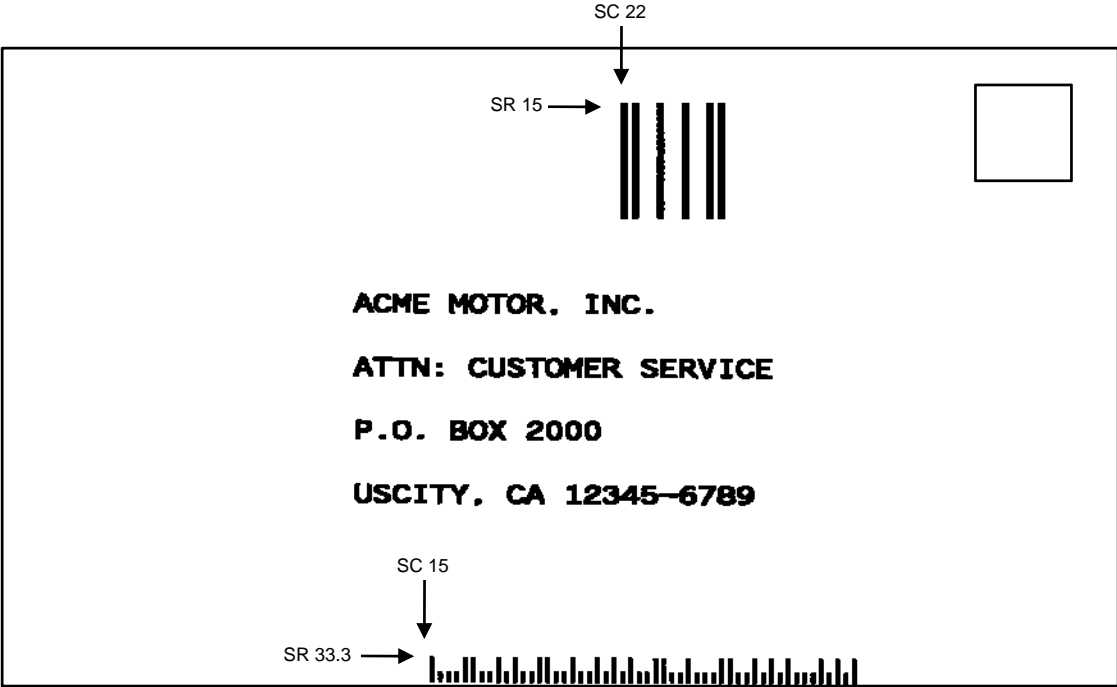 SC 22
SR 15
ACME MOTOR. INC.
ATTN: CUSTOMER SERVICE
P.O. BOX 2000
USCITY. CA 12345-6789
SC 15
SR 33.3